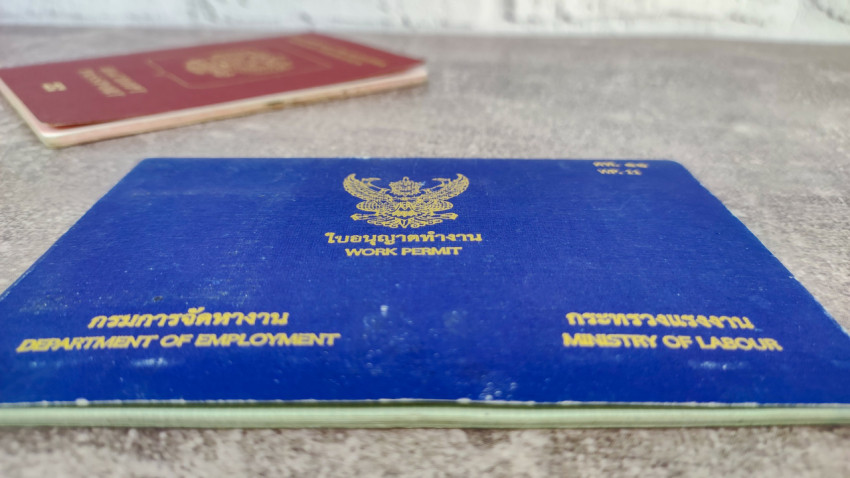 ใบอนุญาตทำงาน
WORK PERMIT
กรมการจัดหางาน
DEPARTMENT OF EMPLOYMENT
กระทรวงแรงงาน
MINISTRY OF LABOUR